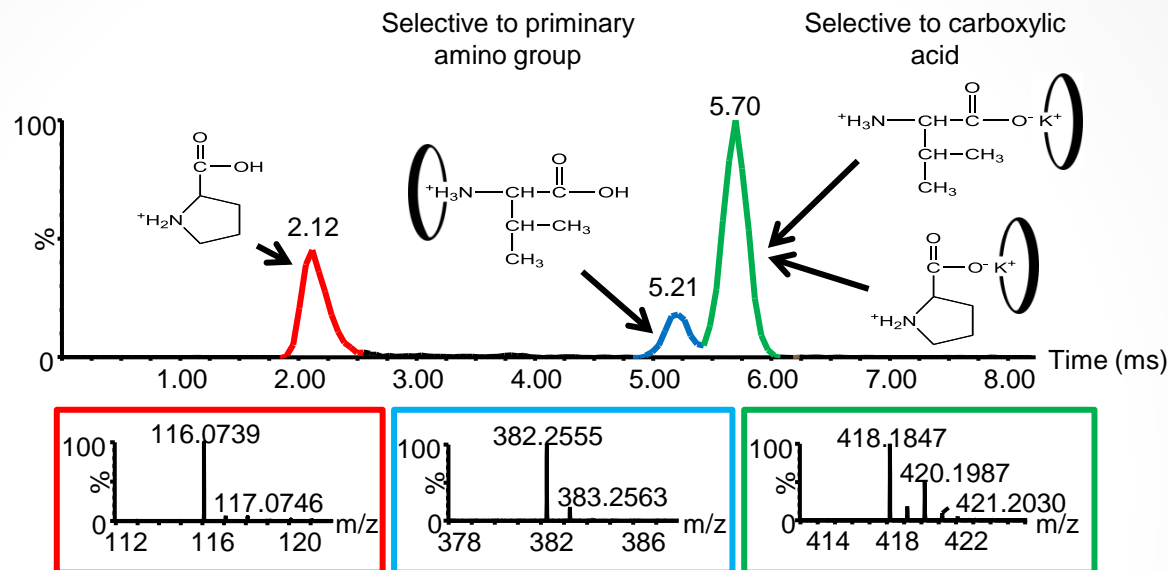 Selective to priminary
amino group
Selective to carboxylic
acid
100
%
0
2.12
5.21
5.70
O
C—OH
⁺H₂N
⁺H₃N—CH—C—OH
O
CH—CH₃
CH₃
O
⁺H₃N—CH—C—O⁻ K⁺
CH—CH₃
CH₃
O
C—O⁻ K⁺
⁺H₂N
1.00 2.00 3.00 4.00 5.00 6.00 7.00 8.00
Time (ms)
116.0739
100
117.0746
%
0
m/z
112 116 120
382.2555
100
383.2563
%
0
m/z
378 382 386
418.1847
100
420.1987
421.2030
%
0
m/z
414 418 422